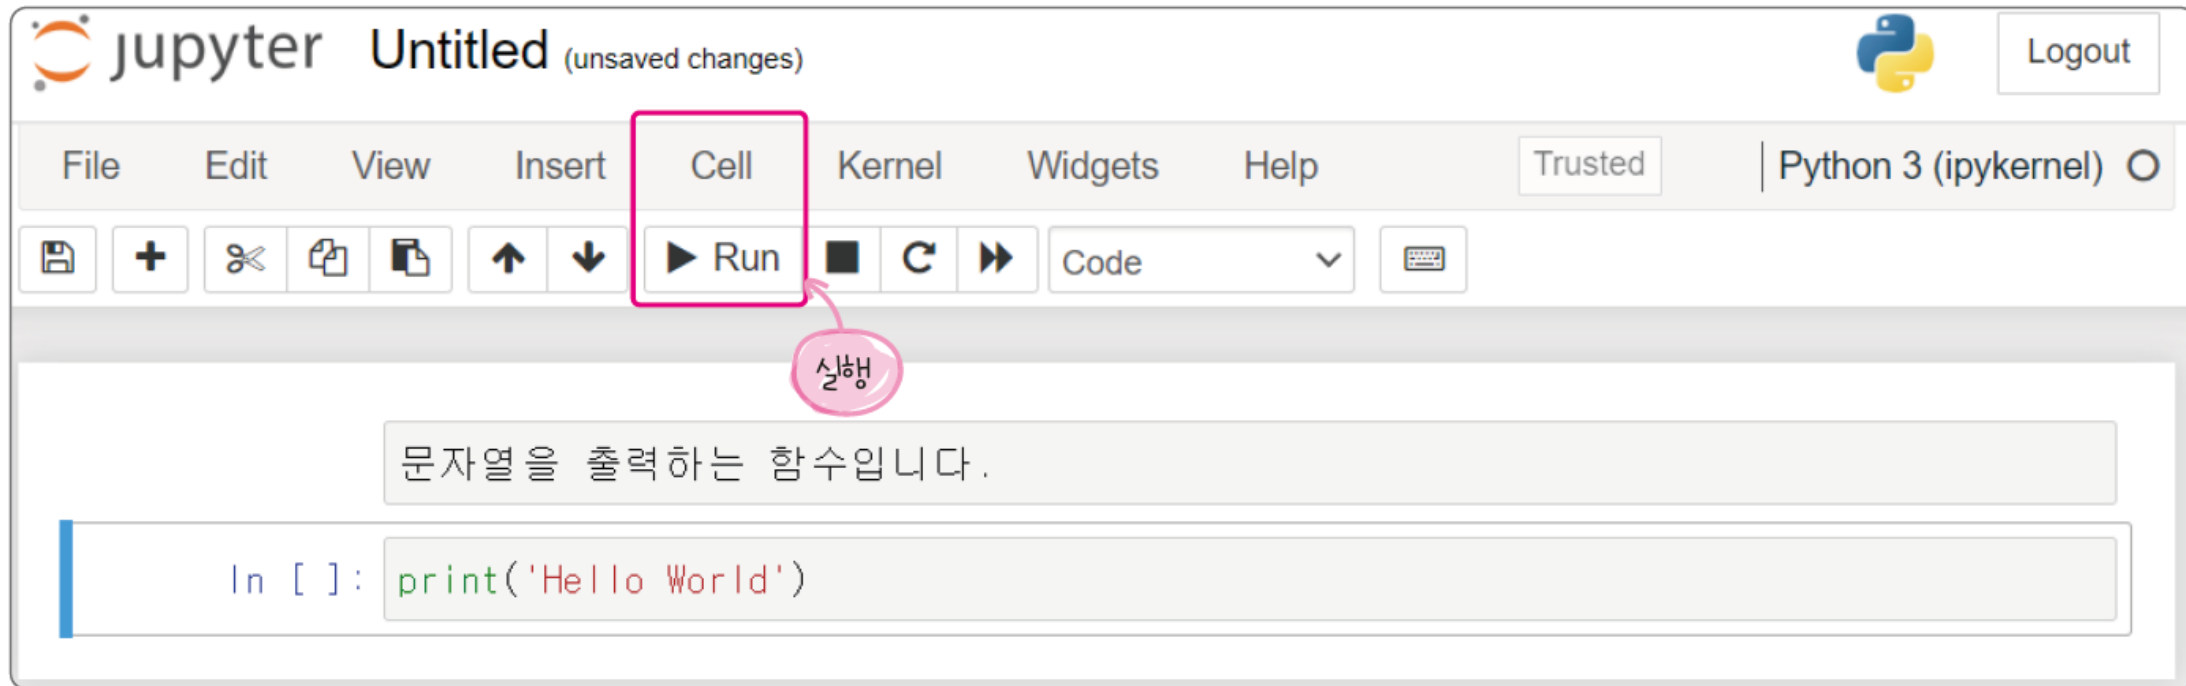 jupyter Untitled (unsaved changes) Logout
File Edit View Insert Cell Kernel Widgets Help Trusted Python 3 (ipykernel)
Run Code
실행
문자열을 출력하는 함수입니다.
In [ ]: print('Hello World')